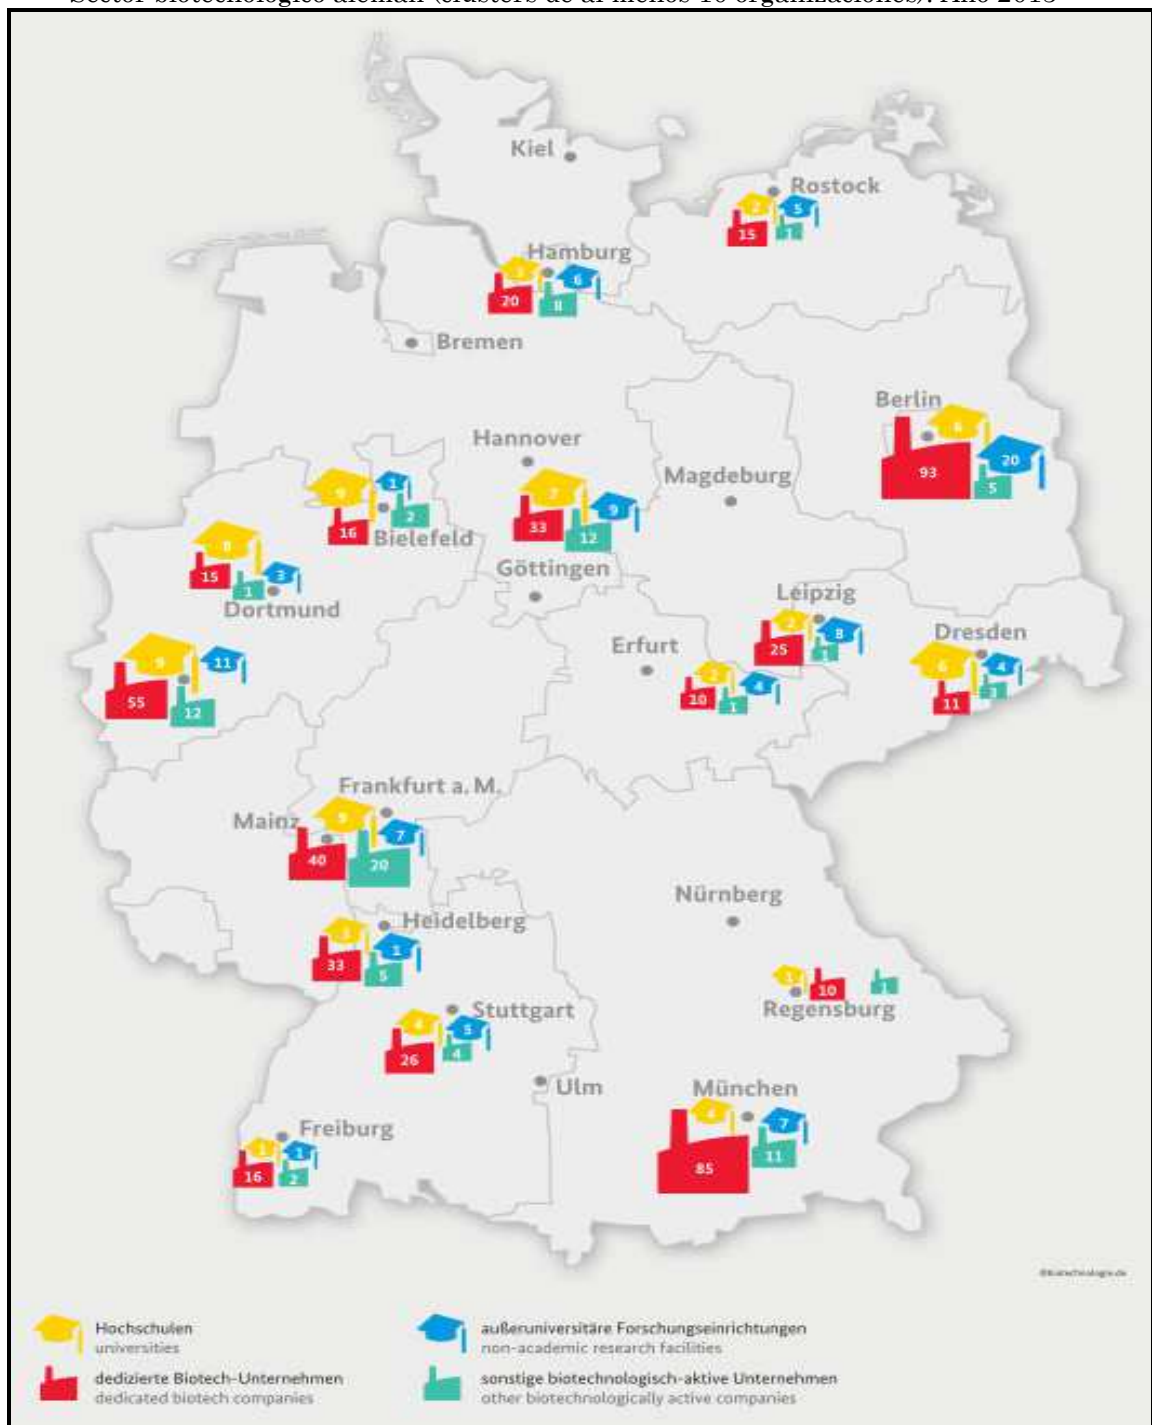 Sector biotecnológico alemán (clusters de al menos 10 organizaciones). Año 2013
Kiel
Rostock
2 5
15 1
Hamburg
3 6
20 8
Bremen
Berlin
6
20
93 5
Hannover
Magdeburg
9 1
16 2
Bielefeld
7 9
33 12
Göttingen
8
15 3
1
Dortmund
Leipzig
2 8
25 1
Erfurt
Dresden
6 4
11
2 4
10 1
9 11
55 12
Frankfurt a. M.
Mainz
9 7
40 20
Nürnberg
Heidelberg
3 1
33 5
1 10 1
Regensburg
Stuttgart
4 5
26 4
Ulm
München
4 7
85 11
Freiburg
1 1
16 2
©biotechnologie.de
Hochschulen
universities
außeruniversitäre Forschungseinrichtungen
non-academic research facilities
dedizierte Biotech-Unternehmen
dedicated biotech companies
sonstige biotechnologisch-aktive Unternehmen
other biotechnologically active companies